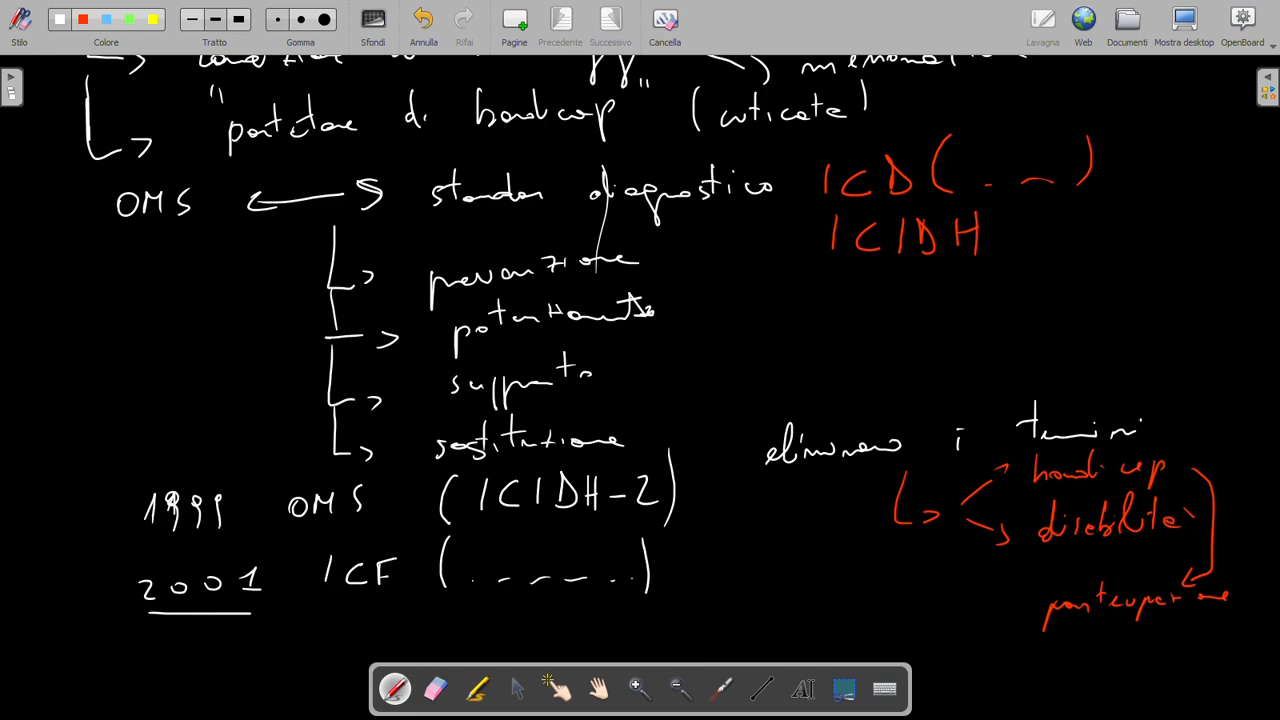 Stilo Colore Tratto Gomma Sfondi Annulla Rifai Pagine Precedente Successivo Cancella Lavagna Web Documenti Mostra desktop OpenBoard
"portatore di handicap" (criticate)
OMS standar diagnostico ICD ( . _ )
ICIDH
prevenzione
potenziamento
supporto
sostituzione
eliminano i termini
handicap
1999 OMS (ICIDH-2)
disabilità
2001 ICF (. - - - . .)
partecipazione